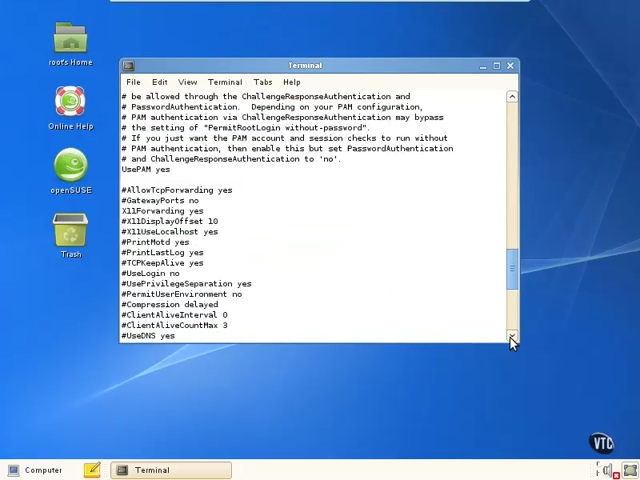 root's Home
Online Help
openSUSE
Trash
Terminal
File Edit View Terminal Tabs Help
# be allowed through the ChallengeResponseAuthentication and
# PasswordAuthentication.  Depending on your PAM configuration,
# PAM authentication via ChallengeResponseAuthentication may bypass
# the setting of "PermitRootLogin without-password".
# If you just want the PAM account and session checks to run without
# PAM authentication, then enable this but set PasswordAuthentication
# and ChallengeResponseAuthentication to 'no'.
UsePAM yes
#AllowTcpForwarding yes
#GatewayPorts no
X11Forwarding yes
#X11DisplayOffset 10
#X11UseLocalhost yes
#PrintMotd yes
#PrintLastLog yes
#TCPKeepAlive yes
#UseLogin no
#UsePrivilegeSeparation yes
#PermitUserEnvironment no
#Compression delayed
#ClientAliveInterval 0
#ClientAliveCountMax 3
#UseDNS yes
VTC
Computer
Terminal